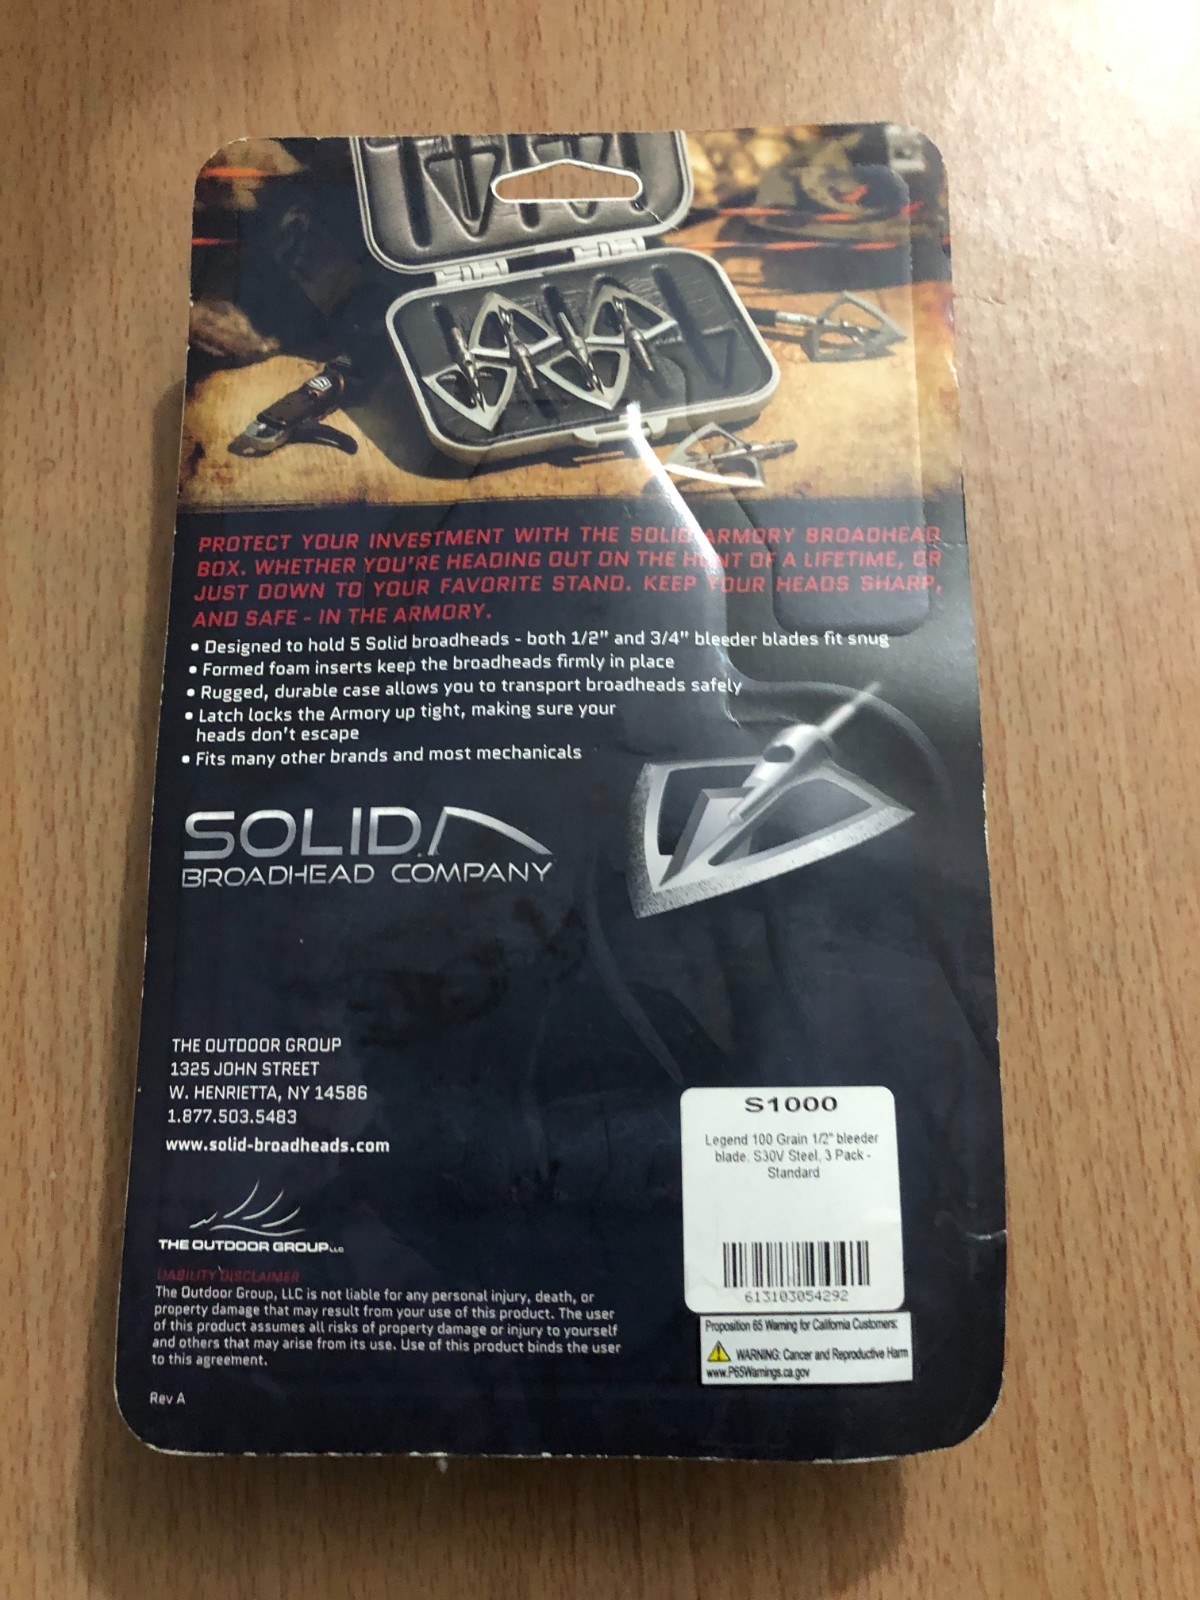 PROTECT YOUR INVESTMENT WITH THE SOLID ARMORY BROADHEAD
BOX. WHETHER YOU'RE HEADING OUT ON THE HUNT OF A LIFETIME, OR
JUST DOWN TO YOUR FAVORITE STAND. KEEP YOUR HEADS SHARP,
AND SAFE - IN THE ARMORY.
• Designed to hold 5 Solid broadheads - both 1/2" and 3/4" bleeder blades fit snug
• Formed foam inserts keep the broadheads firmly in place
• Rugged, durable case allows you to transport broadheads safely
• Latch locks the Armory up tight, making sure your
heads don't escape
• Fits many other brands and most mechanicals
SOLID
BROADHEAD COMPANY
THE OUTDOOR GROUP
1325 JOHN STREET
W. HENRIETTA, NY 14586
1.877.503.5483
www.solid-broadheads.com
THE OUTDOOR GROUP LLC
LIABILITY DISCLAIMER
The Outdoor Group, LLC is not liable for any personal injury, death, or
property damage that may result from your use of this product. The user
of this product assumes all risks of property damage or injury to yourself
and others that may arise from its use. Use of this product binds the user
to this agreement.
Rev A
S1000
Legend 100 Grain 1/2" bleeder
blade, S30V Steel, 3 Pack -
Standard
613103054292
Proposition 65 Warning for California Customers:
WARNING: Cancer and Reproductive Harm
www.P65Warnings.ca.gov